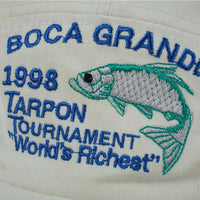 BOCA GRANDE
1998
TARPON
TOURNAMENT
"World's Richest"